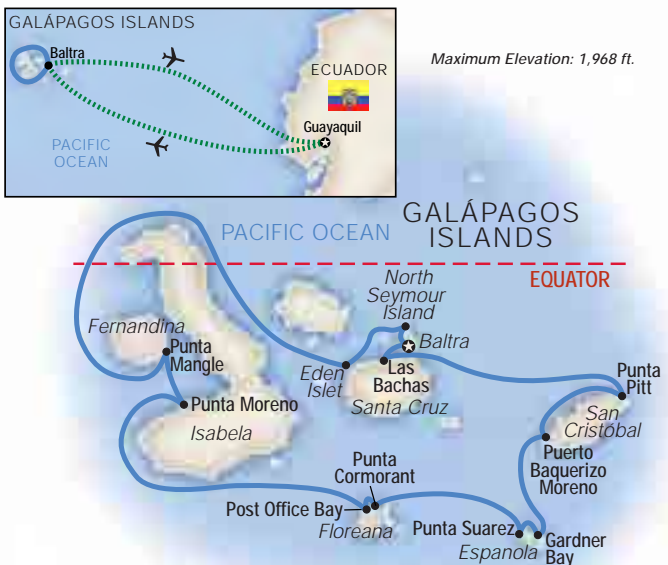 GALÁPAGOS ISLANDS
Baltra
ECUADOR
Guayaquil
PACIFIC
OCEAN
Maximum Elevation: 1,968 ft.
GALÁPAGOS
ISLANDS
PACIFIC OCEAN
EQUATOR
North
Seymour
Island
Baltra
Fernandina
Punta
Mangle
Eden
Islet
Las
Bachas
Santa Cruz
Punta
Pitt
Punta Moreno
Isabela
San
Cristóbal
Puerto
Baquerizo
Moreno
Punta
Cormorant
Post Office Bay
Floreana
Punta Suarez
Espanola
Gardner
Bay